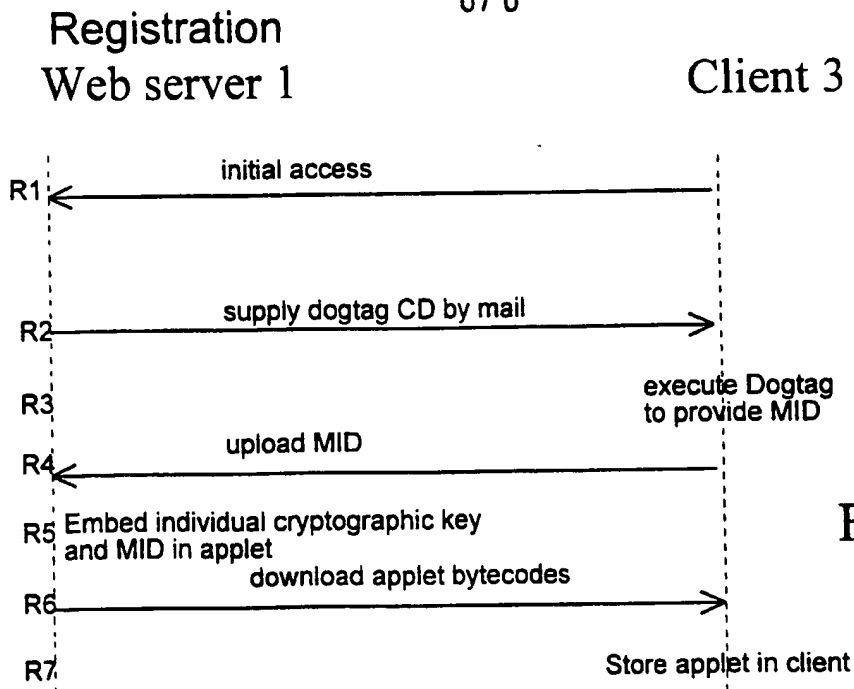 Registration
Web server 1
Client 3
R1
initial access
R2
supply dogtag CD by mail
R3
execute Dogtag
to provide MID
R4
upload MID
R5
Embed individual cryptographic key
and MID in applet
R6
download applet bytecodes
R7
Store applet in client